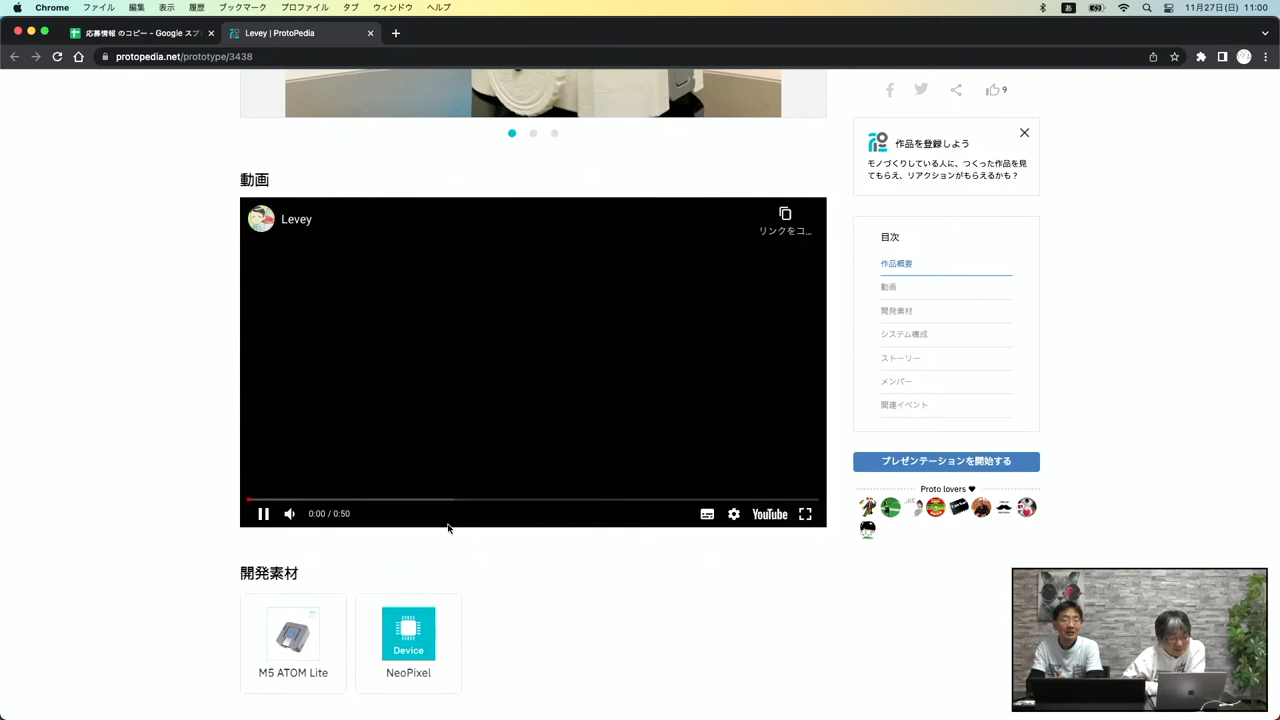 Chrome ファイル 編集 表示 履歴 ブックマーク プロファイル タブ ウィンドウ ヘルプ
あ 11月27日(日) 11:00
応募情報 のコピー - Google スプ
Levey | ProtoPedia
protopedia.net/prototype/3438
9
作品を登録しよう
モノづくりしている人に、つくった作品を見
てもらえ、リアクションがもらえるかも？
動画
Levey
リンクをコ...
目次
作品概要
動画
開発素材
システム構成
ストーリー
メンバー
関連イベント
プレゼンテーションを開始する
Proto lovers
0:00 / 0:50
YouTube
開発素材
Device
M5 ATOM Lite
NeoPixel